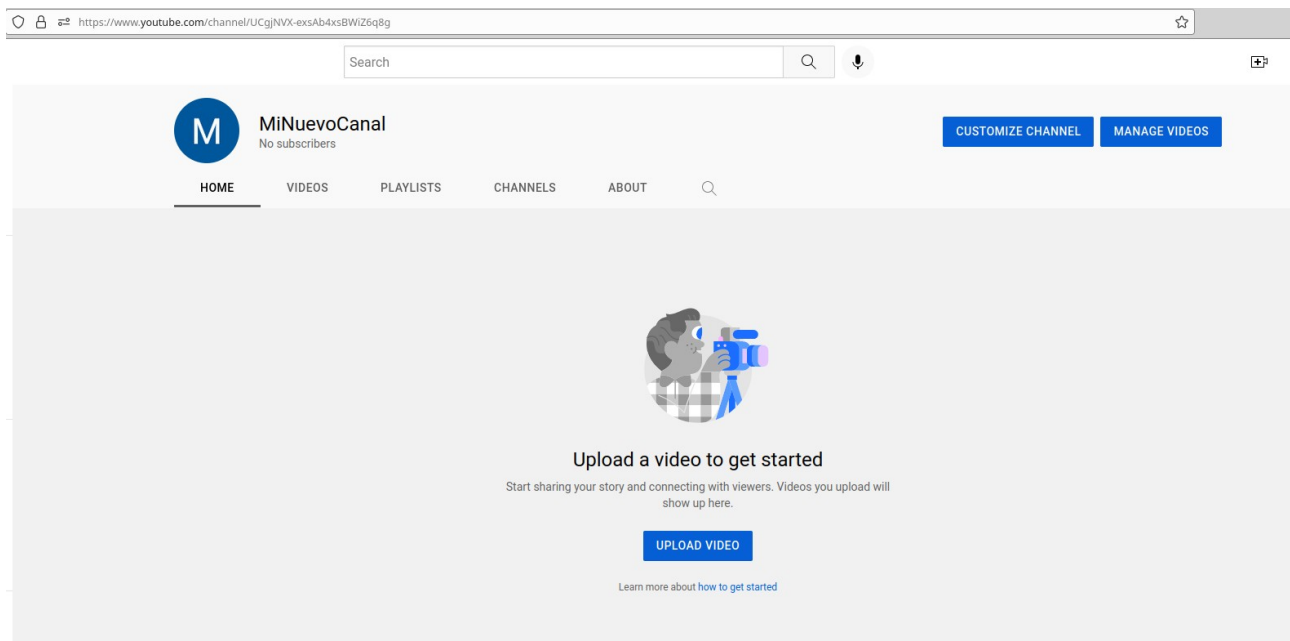 https://www.youtube.com/channel/UCgjNVX-exsAb4xsBWiZ6q8g
Search
M
MiNuevoCanal
No subscribers
CUSTOMIZE CHANNEL MANAGE VIDEOS
HOME VIDEOS PLAYLISTS CHANNELS ABOUT
Upload a video to get started
Start sharing your story and connecting with viewers. Videos you upload will
show up here.
UPLOAD VIDEO
Learn more about how to get started